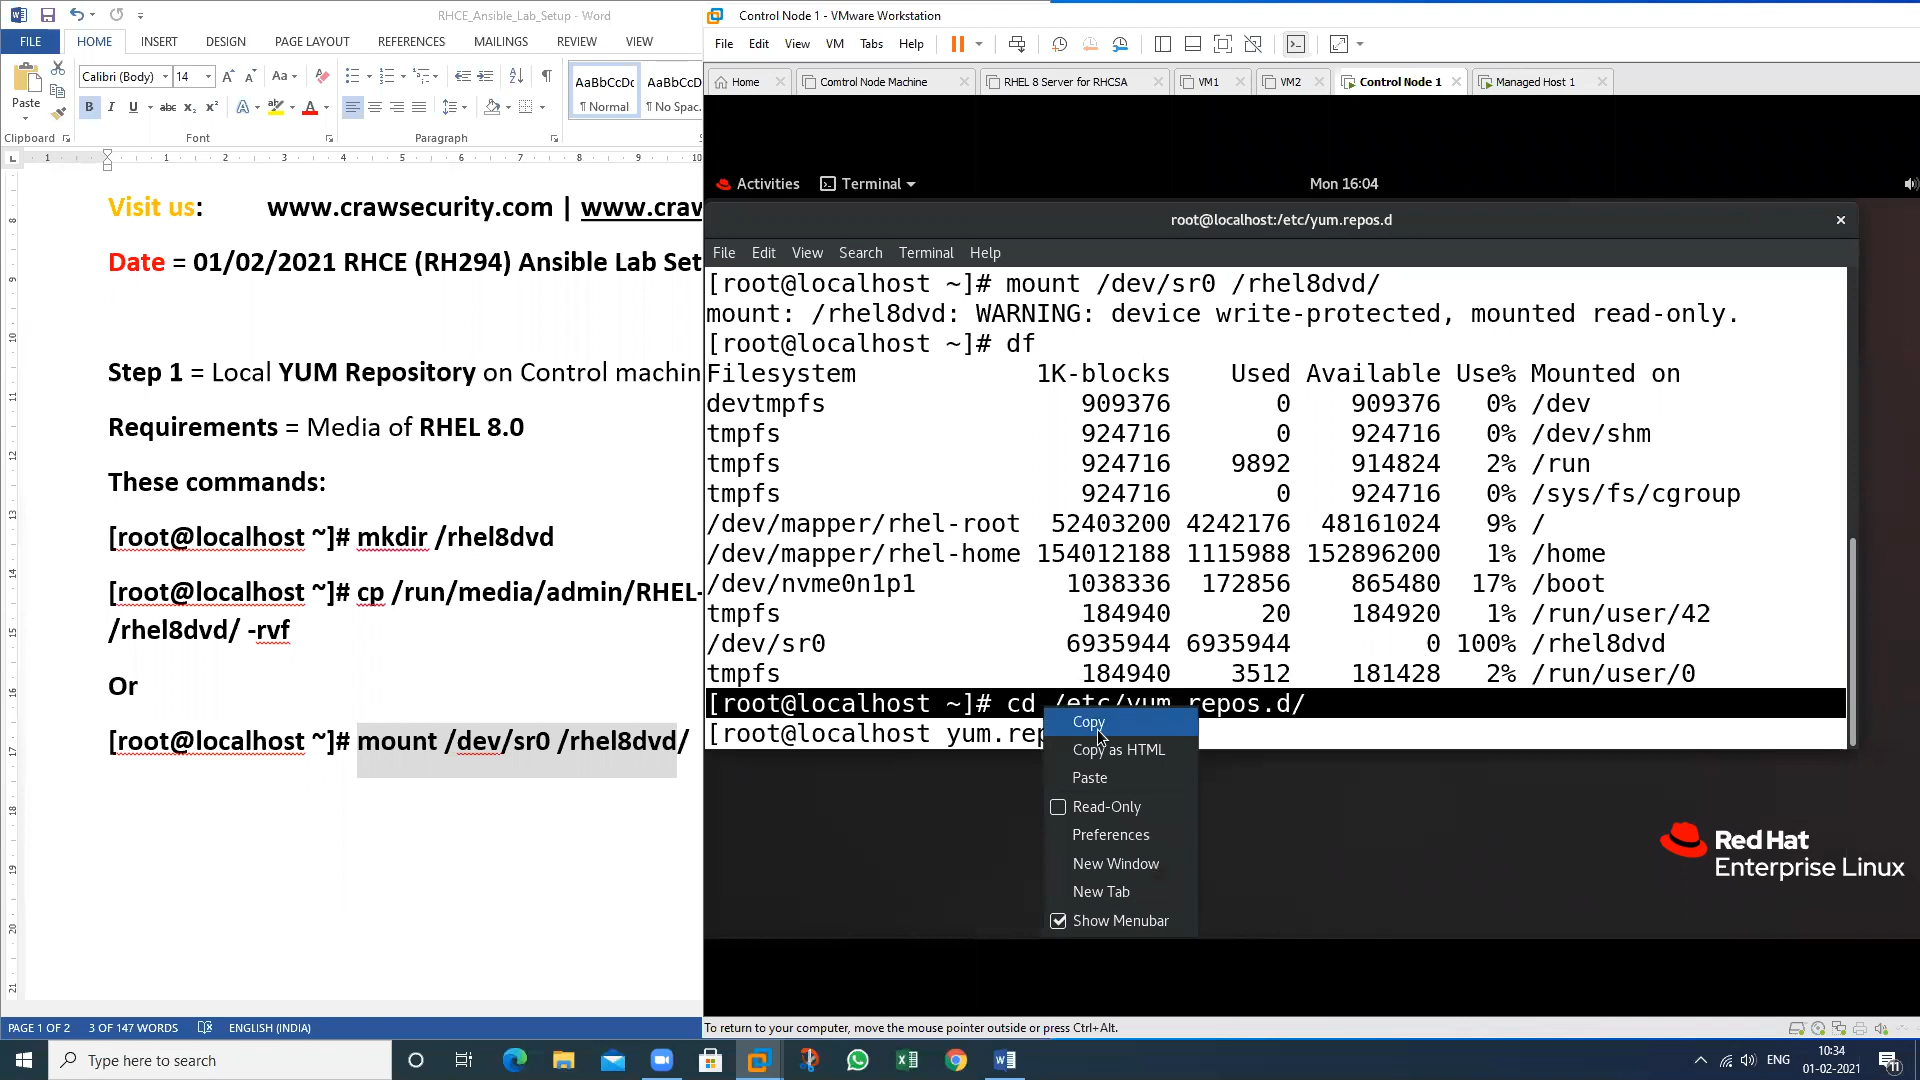 RHCE_Ansible_Lab_Setup - Word
FILE HOME INSERT DESIGN PAGE LAYOUT REFERENCES MAILINGS REVIEW VIEW
Calibri (Body) 14
Paste
Clipboard Font Paragraph
AaBbCcDc AaBbCcDc
¶ Normal ¶ No Spac.
Visit us: www.crawsecurity.com | www.craw
Date = 01/02/2021 RHCE (RH294) Ansible Lab Set
Step 1 = Local YUM Repository on Control machin
Requirements = Media of RHEL 8.0
These commands:
[root@localhost ~]# mkdir /rhel8dvd
[root@localhost ~]# cp /run/media/admin/RHEL-
/rhel8dvd/ -rvf
Or
[root@localhost ~]# mount /dev/sr0 /rhel8dvd/
PAGE 1 OF 2 3 OF 147 WORDS ENGLISH (INDIA)
Control Node 1 - VMware Workstation
File Edit View VM Tabs Help
Home Comtrol Node Machine RHEL 8 Server for RHCSA VM1 VM2 Control Node 1 Managed Host 1
Activities Terminal Mon 16:04
root@localhost:/etc/yum.repos.d
File Edit View Search Terminal Help
[root@localhost ~]# mount /dev/sr0 /rhel8dvd/
mount: /rhel8dvd: WARNING: device write-protected, mounted read-only.
[root@localhost ~]# df
Filesystem 1K-blocks Used Available Use% Mounted on
devtmpfs 909376 0 909376 0% /dev
tmpfs 924716 0 924716 0% /dev/shm
tmpfs 924716 9892 914824 2% /run
tmpfs 924716 0 924716 0% /sys/fs/cgroup
/dev/mapper/rhel-root 52403200 4242176 48161024 9% /
/dev/mapper/rhel-home 154012188 1115988 152896200 1% /home
/dev/nvme0n1p1 1038336 172856 865480 17% /boot
tmpfs 184940 20 184920 1% /run/user/42
/dev/sr0 6935944 6935944 0 100% /rhel8dvd
tmpfs 184940 3512 181428 2% /run/user/0
[root@localhost ~]# cd /etc/yum.repos.d/
[root@localhost yum.rep
Copy
Copy as HTML
Paste
Read-Only
Preferences
New Window
New Tab
Show Menubar
Red Hat
Enterprise Linux
To return to your computer, move the mouse pointer outside or press Ctrl+Alt.
Type here to search
ENG
10:34
01-02-2021
11